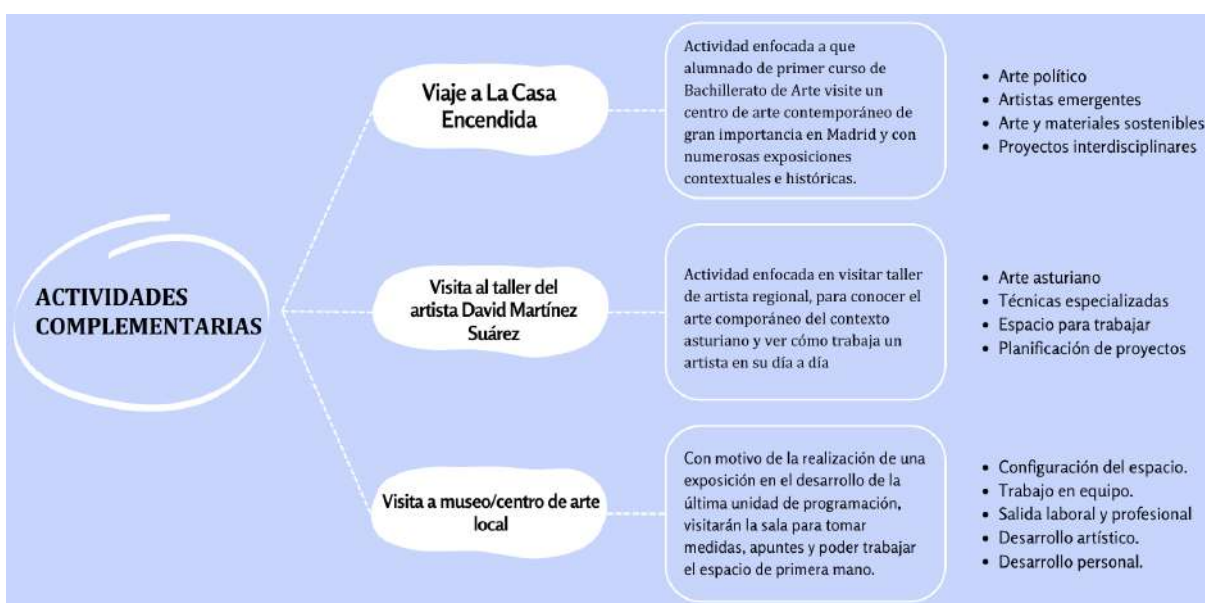 ACTIVIDADES
COMPLEMENTARIAS
Viaje a La Casa
Encendida
Actividad enfocada a que
alumnado de primer curso de
Bachillerato de Arte visite un
centro de arte contemporáneo de
gran importancia en Madrid y con
numerosas exposiciones
contextuales e históricas.
• Arte político
• Artistas emergentes
• Arte y materiales sostenibles
• Proyectos interdisciplinares
Visita al taller del
artista David Martínez
Suárez
Actividad enfocada en visitar taller
de artista regional, para conocer el
arte comporáneo del contexto
asturiano y ver cómo trabaja un
artista en su día a día
• Arte asturiano
• Técnicas especializadas
• Espacio para trabajar
• Planificación de proyectos
Visita a museo/centro de arte
local
Con motivo de la realización de una
exposición en el desarrollo de la
última unidad de programación,
visitarán la sala para tomar
medidas, apuntes y poder trabajar
el espacio de primera mano.
• Configuración del espacio.
• Trabajo en equipo.
• Salida laboral y profesional
• Desarrollo artístico.
• Desarrollo personal.